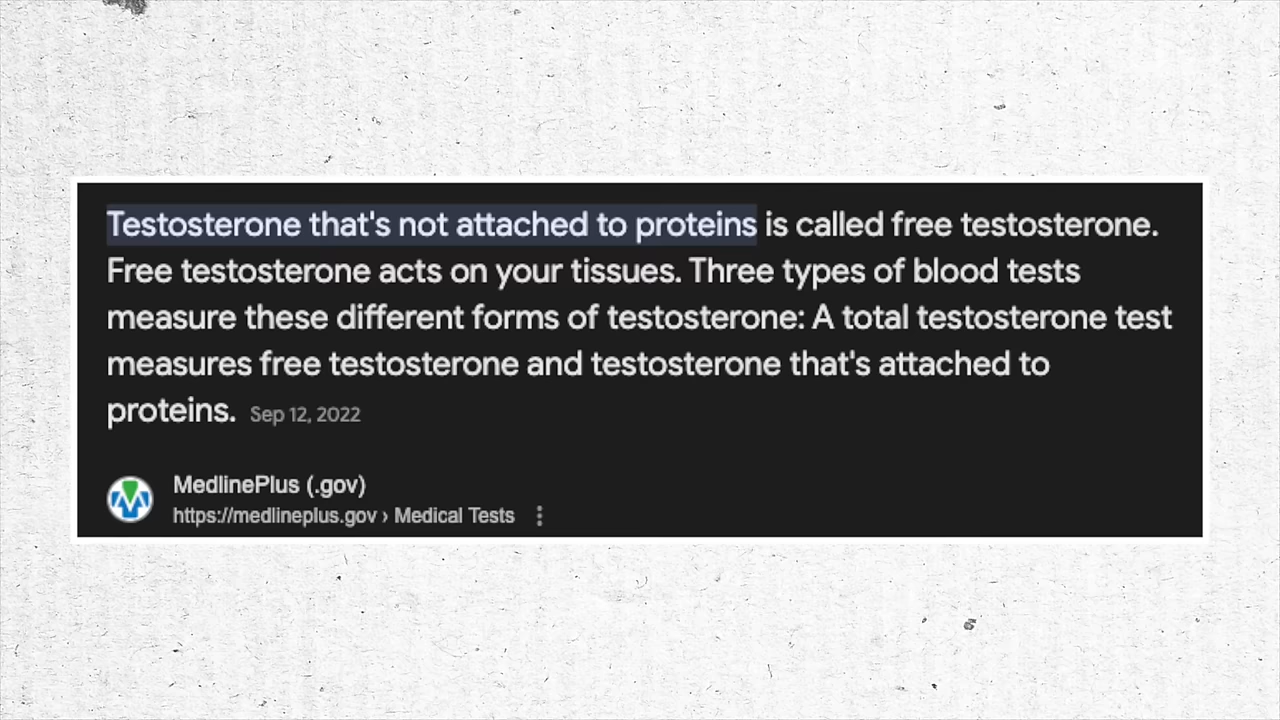 Testosterone that's not attached to proteins is called free testosterone.
Free testosterone acts on your tissues. Three types of blood tests
measure these different forms of testosterone: A total testosterone test
measures free testosterone and testosterone that's attached to
proteins. Sep 12, 2022
MedlinePlus (.gov)
https://medlineplus.gov › Medical Tests